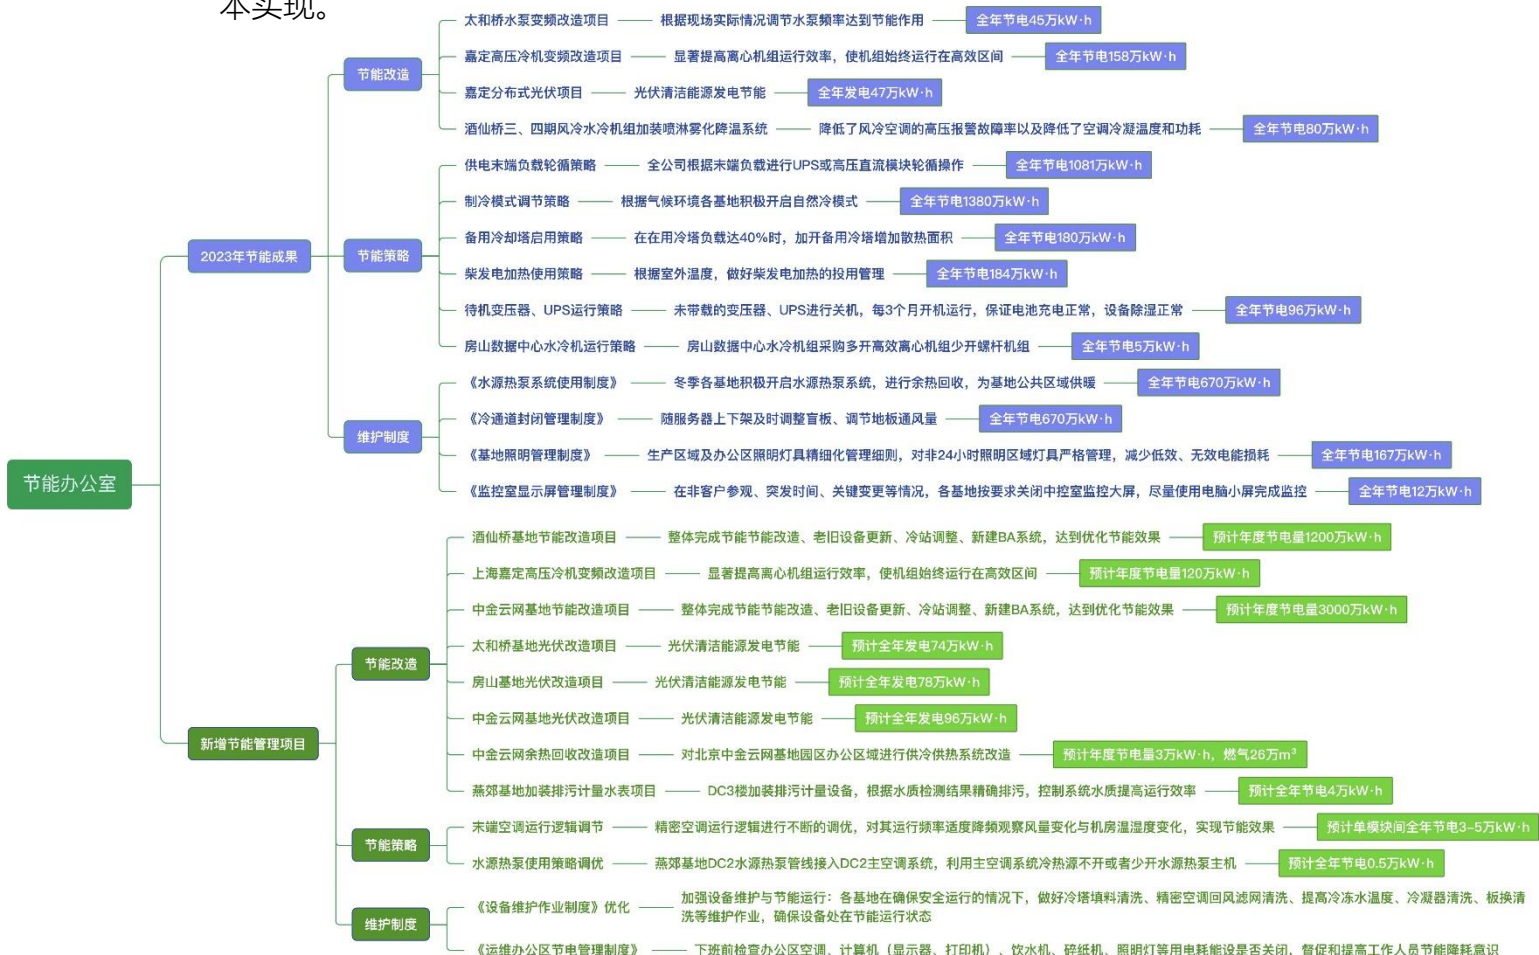 本实现。
节能办公室
2023年节能成果
节能改造
太和桥水泵变频改造项目 根据现场实际情况调节水泵频率达到节能作用 全年节电45万kW·h
嘉定高压冷机变频改造项目 显著提高离心机组运行效率，使机组始终运行在高效区间 全年节电158万kW·h
嘉定分布式光伏项目 光伏清洁能源发电节能 全年发电47万kW·h
酒仙桥三、四期风冷水冷机组加装喷淋雾化降温系统 降低了风冷空调的高压报警故障率以及降低了空调冷凝温度和功耗 全年节电80万kW·h
节能策略
供电末端负载轮循策略 全公司根据末端负载进行UPS或高压直流模块轮循操作 全年节电1081万kW·h
制冷模式调节策略 根据气候环境各基地积极开启自然冷模式 全年节电1380万kW·h
备用冷却塔启用策略 在在用冷塔负载达40%时，加开备用冷塔增加散热面积 全年节电180万kW·h
柴发电加热使用策略 根据室外温度，做好柴发电加热的投用管理 全年节电184万kW·h
待机变压器、UPS运行策略 未带载的变压器、UPS进行关机，每3个月开机运行，保证电池充电正常，设备除湿正常 全年节电96万kW·h
房山数据中心水冷机运行策略 房山数据中心水冷机组采购多开高效离心机组少开螺杆机组 全年节电5万kW·h
维护制度
《水源热泵系统使用制度》 冬季各基地积极开启水源热泵系统，进行余热回收，为基地公共区域供暖 全年节电670万kW·h
《冷通道封闭管理制度》 随服务器上下架及时调整盲板、调节地板通风量 全年节电670万kW·h
《基地照明管理制度》 生产区域及办公区照明灯具精细化管理细则，对非24小时照明区域灯具严格管理，减少低效、无效电能损耗 全年节电167万kW·h
《监控室显示屏管理制度》 在非客户参观、突发时间、关键变更等情况，各基地按要求关闭中控室监控大屏，尽量使用电脑小屏完成监控 全年节电12万kW·h
新增节能管理项目
节能改造
酒仙桥基地节能改造项目 整体完成节能节能改造、老旧设备更新、冷站调整、新建BA系统，达到优化节能效果 预计年度节电量1200万kW·h
上海嘉定高压冷机变频改造项目 显著提高离心机组运行效率，使机组始终运行在高效区间 预计年度节电量120万kW·h
中金云网基地节能改造项目 整体完成节能节能改造、老旧设备更新、冷站调整、新建BA系统，达到优化节能效果 预计年度节电量3000万kW·h
太和桥基地光伏改造项目 光伏清洁能源发电节能 预计全年发电74万kW·h
房山基地光伏改造项目 光伏清洁能源发电节能 预计全年发电78万kW·h
中金云网基地光伏改造项目 光伏清洁能源发电节能 预计全年发电96万kW·h
中金云网余热回收改造项目 对北京中金云网基地园区办公区域进行供冷供热系统改造 预计年度节电量3万kW·h，燃气26万m³
燕郊基地加装排污计量水表项目 DC3楼加装排污计量设备，根据水质检测结果精确排污，控制系统水质提高运行效率 预计全年节电4万kW·h
节能策略
末端空调运行逻辑调节 精密空调运行逻辑进行不断的调优，对其运行频率适度降频观察风量变化与机房温湿度变化，实现节能效果 预计单模块间全年节电3-5万kW·h
水源热泵使用策略调优 燕郊基地DC2水源热泵管线接入DC2主空调系统，利用主空调系统冷热源不开或者少开水源热泵主机 预计全年节电0.5万kW·h
维护制度
《设备维护作业制度》优化 加强设备维护与节能运行：各基地在确保安全运行的情况下，做好冷塔填料清洗、精密空调回风滤网清洗、提高冷冻水温度、冷凝器清洗、板换清
洗等维护作业，确保设备处在节能运行状态
《运维办公区节电管理制度》 下班前检查办公区空调、计算机（显示器、打印机）、饮水机、碎纸机、照明灯等用电耗能设是否关闭，督促和提高工作人员节能降耗意识